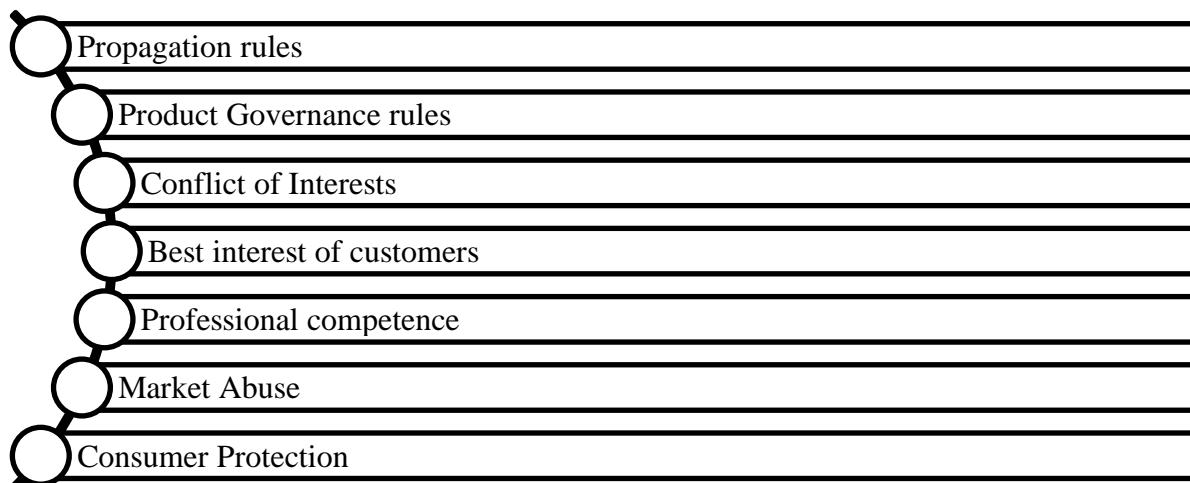 Propagation rules
Product Governance rules
Conflict of Interests
Best interest of customers
Professional competence
Market Abuse
Consumer Protection